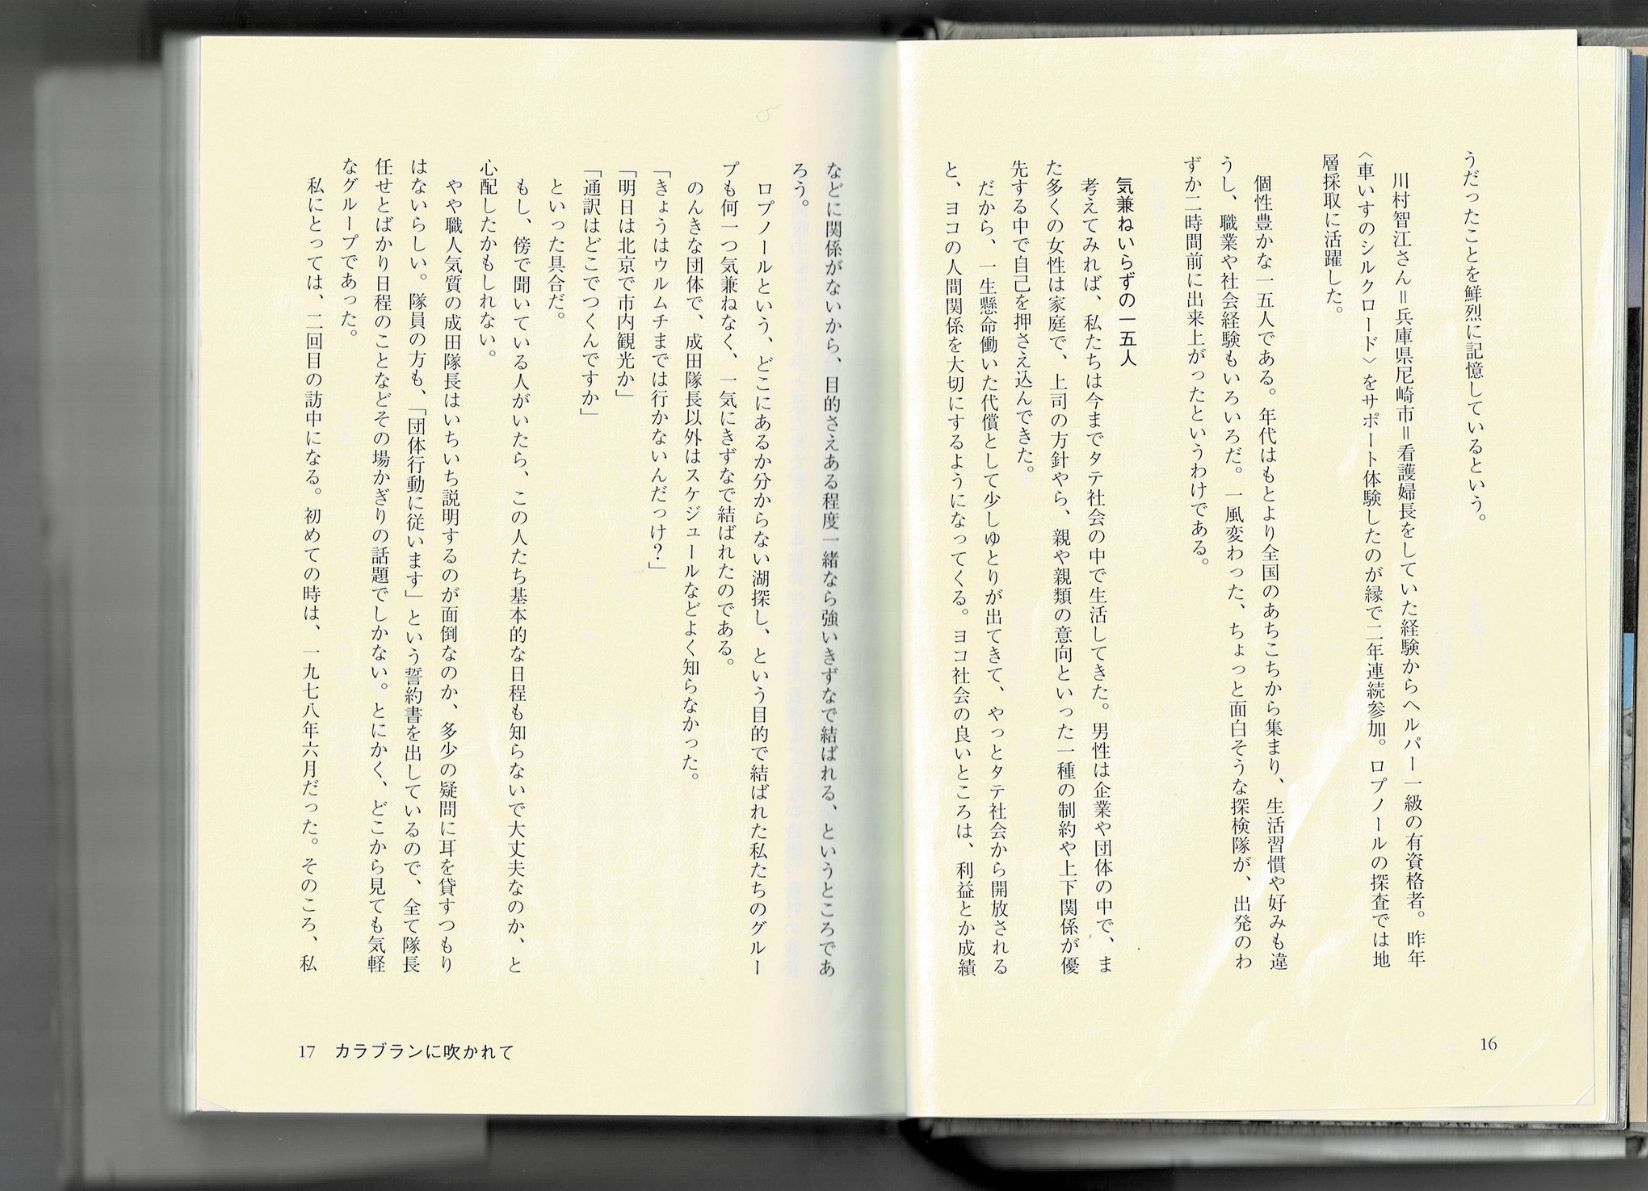 うだったことを鮮烈に記憶しているという。
川村智江さん＝兵庫県尼崎市＝看護婦長をしていた経験からヘルパー一級の有資格者。昨年
〈車いすのシルクロード〉をサポート体験したのが縁で二年連続参加。ロプノールの探査では地
層採取に活躍した。
個性豊かな一五人である。年代はもとより全国のあちこちから集まり、生活習慣や好みも違
うし、職業や社会経験もいろいろだ。一風変わった、ちょっと面白そうな探検隊が、出発のわ
ずか二時間前に出来上がったというわけである。
気兼ねいらずの一五人
考えてみれば、私たちは今までタテ社会の中で生活してきた。男性は企業や団体の中で、ま
た多くの女性は家庭で、上司の方針やら、親や親類の意向といった一種の制約や上下関係が優
先する中で自己を押さえ込んできた。
だから、一生懸命働いた代償として少しゆとりが出てきて、やっとタテ社会から開放される
と、ヨコの人間関係を大切にするようになってくる。ヨコ社会の良いところは、利益とか成績
16
などに関係がないから、目的さえある程度一緒なら強いきずなで結ばれる、というところであ
ろう。
ロプノールという、どこにあるか分からない湖探し、という目的で結ばれた私たちのグルー
プも何一つ気兼ねなく、一気にきずなで結ばれたのである。
のんきな団体で、成田隊長以外はスケジュールなどよく知らなかった。
「きょうはウルムチまでは行かないんだっけ？」
「明日は北京で市内観光か」
「通訳はどこでつくんですか」
といった具合だ。
もし、傍で聞いている人がいたら、この人たち基本的な日程も知らないで大丈夫なのか、と
心配したかもしれない。
やや職人気質の成田隊長はいちいち説明するのが面倒なのか、多少の疑問に耳を貸すつもり
はないらしい。隊員の方も、「団体行動に従います」という誓約書を出しているので、全て隊長
任せとばかり日程のことなどその場かぎりの話題でしかない。とにかく、どこから見ても気軽
なグループであった。
私にとっては、二回目の訪中になる。初めての時は、一九七八年六月だった。そのころ、私
17 カラブランに吹かれて